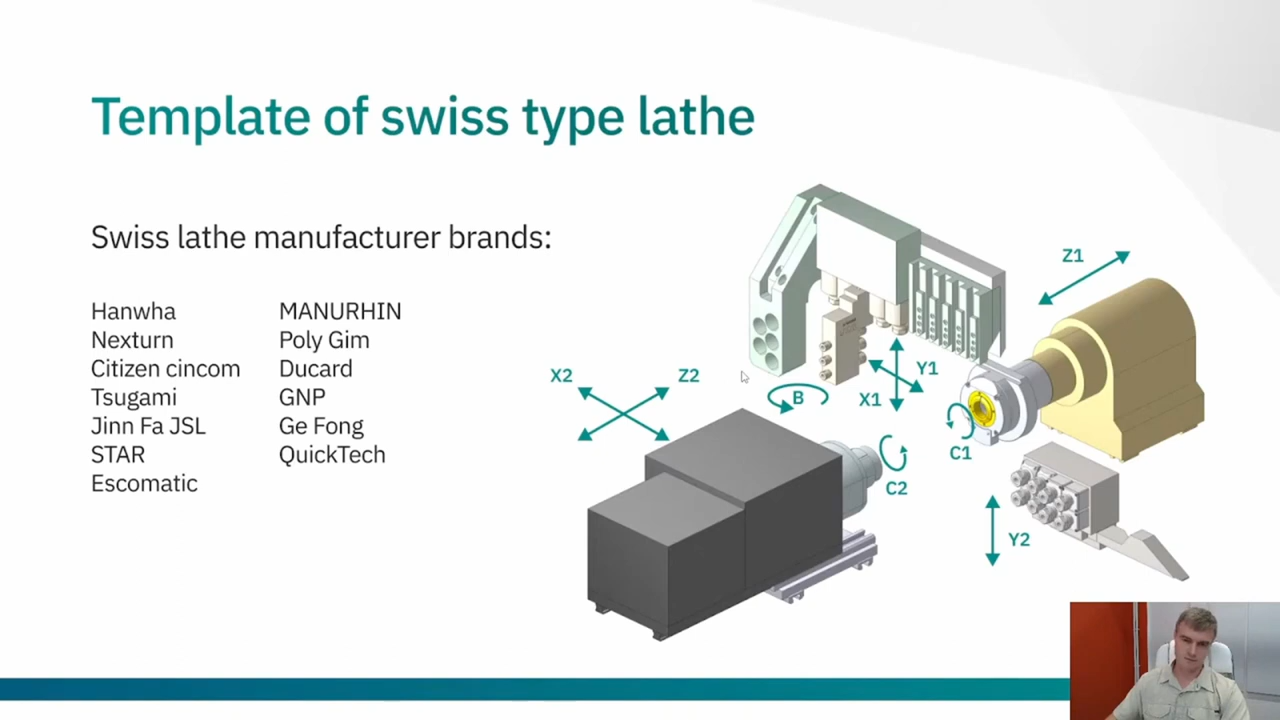 Template of swiss type lathe
Swiss lathe manufacturer brands:
Hanwha
Nexturn
Citizen cincom
Tsugami
Jinn Fa JSL
STAR
Escomatic
MANURHIN
Poly Gim
Ducard
GNP
Ge Fong
QuickTech
Z1
X2
Z2
B
X1
Y1
C1
C2
Y2